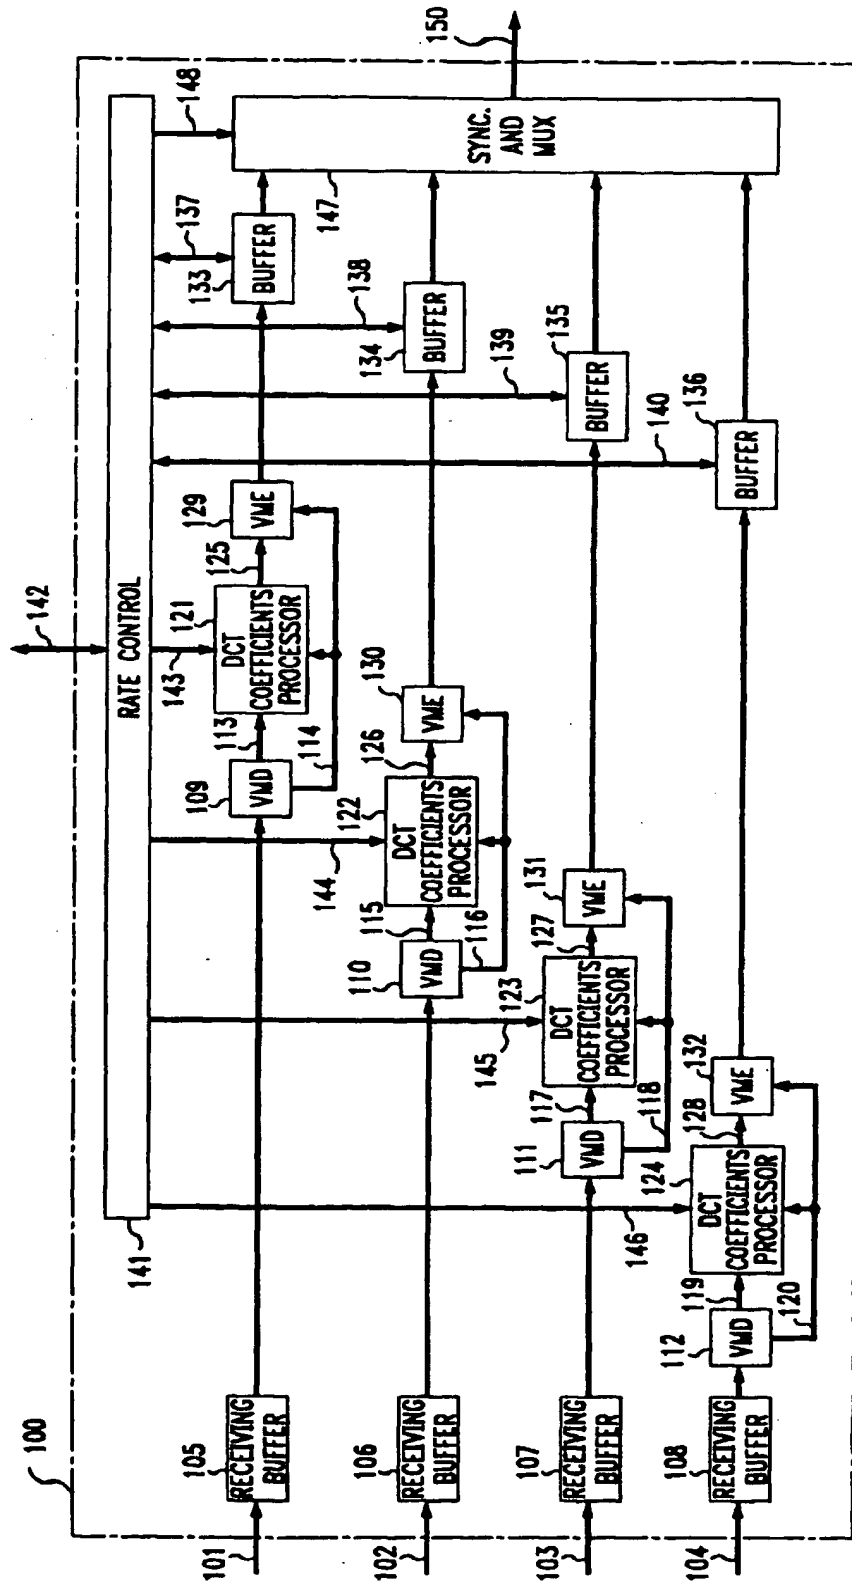 100
142
141
RATE CONTROL
148
150
101
105
RECEIVING
BUFFER
109
VMD
113
114
143
121
DCT
COEFFICIENTS
PROCESSOR
125
129
VME
133
BUFFER
137
102
106
RECEIVING
BUFFER
110
VMD
115
116
144
122
DCT
COEFFICIENTS
PROCESSOR
126
130
VME
134
BUFFER
138
147
SYNC.
AND
MUX
103
107
RECEIVING
BUFFER
111
VMD
117
118
145
123
DCT
COEFFICIENTS
PROCESSOR
127
131
VME
139
135
BUFFER
104
108
RECEIVING
BUFFER
112
VMD
119
120
146
124
DCT
COEFFICIENTS
PROCESSOR
128
132
VME
140
136
BUFFER